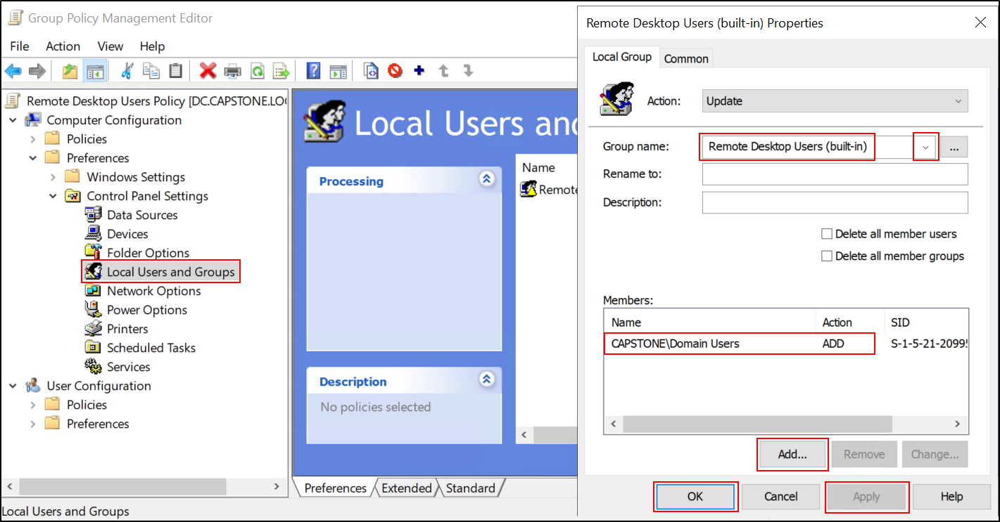 Group Policy Management Editor
File Action View Help
Remote Desktop Users Policy [DC.CAPSTONE.LO
Computer Configuration
Policies
Preferences
Windows Settings
Control Panel Settings
Data Sources
Devices
Folder Options
Local Users and Groups
Network Options
Power Options
Printers
Scheduled Tasks
Services
User Configuration
Policies
Preferences
Local Users and Groups
Local Users and
Processing
Description
No policies selected
Name
Remote
Preferences Extended Standard
Remote Desktop Users (built-in) Properties
Local Group Common
Action: Update
Group name: Remote Desktop Users (built-in) ...
Rename to:
Description:
Delete all member users
Delete all member groups
Members:
Name Action SID
CAPSTONE\Domain Users ADD S-1-5-21-2099
Add... Remove Change...
OK Cancel Apply Help